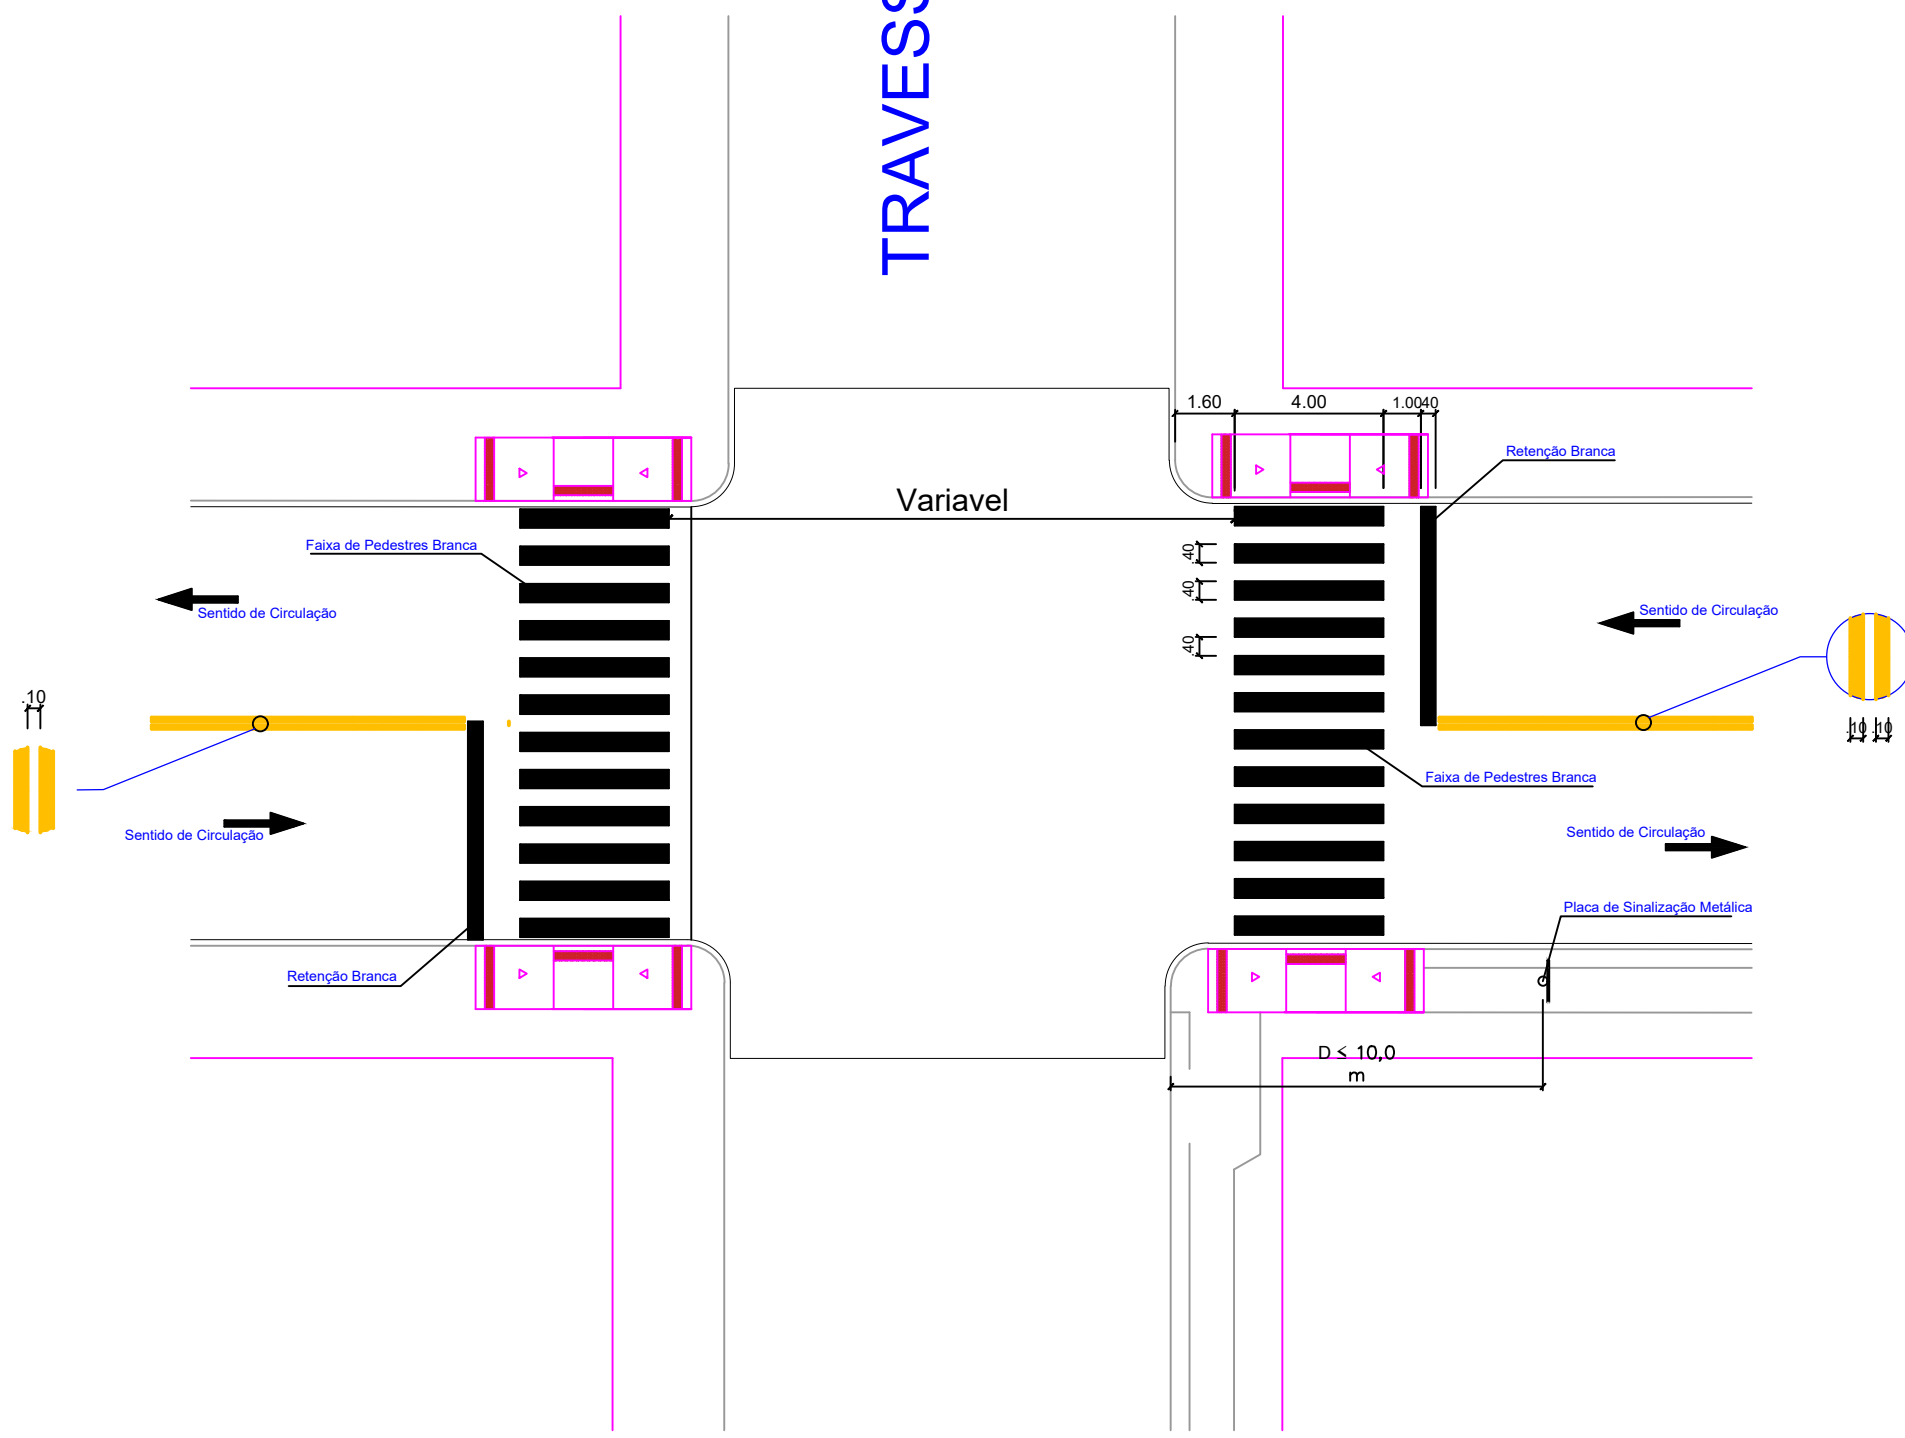 TRAVESS
1.60
4.00
1.00
.40
Retenção Branca
Variavel
Faixa de Pedestres Branca
.40
.40
.40
Sentido de Circulação
Sentido de Circulação
.10
.10
.10
Faixa de Pedestres Branca
Sentido de Circulação
Sentido de Circulação
Placa de Sinalização Metálica
Retenção Branca
D ≤ 10,0
m